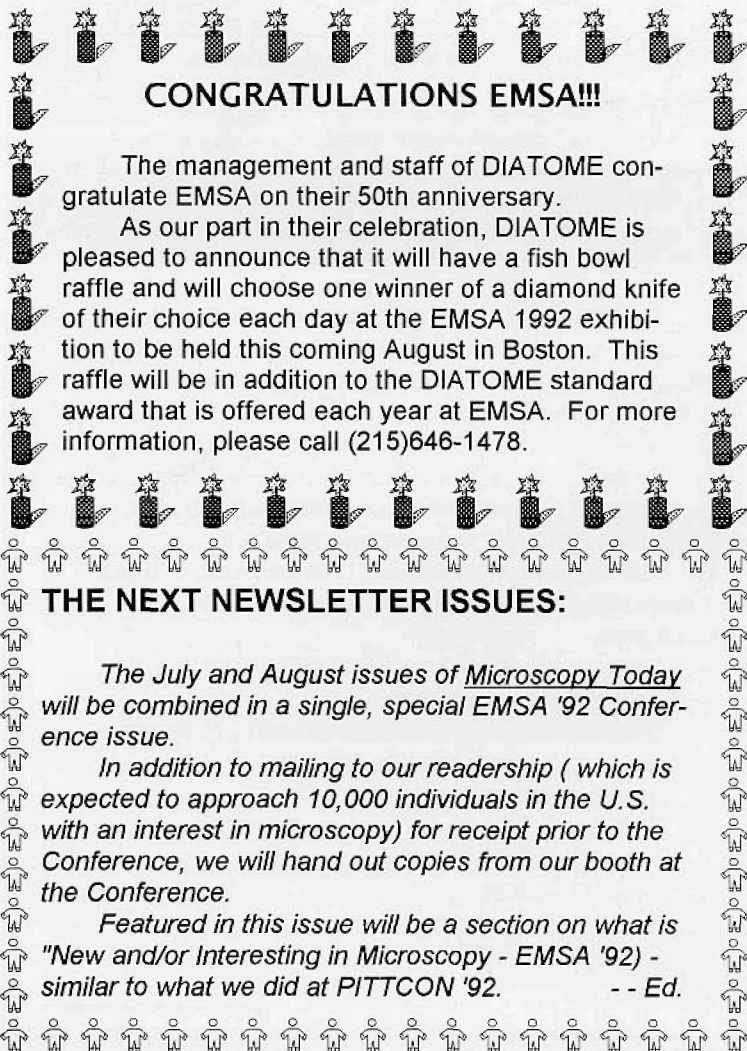 CONGRATULATIONS EMSA!!!
The management and staff of DIATOME con-
gratulate EMSA on their 50th anniversary.
As our part in their celebration, DIATOME is
pleased to announce that it will have a fish bowl
raffle and will choose one winner of a diamond knife
of their choice each day at the EMSA 1992 exhibi-
tion to be held this coming August in Boston. This
raffle will be in addition to the DIATOME standard
award that is offered each year at EMSA. For more
information, please call (215)646-1478.
THE NEXT NEWSLETTER ISSUES:
The July and August issues of Microscopy Today
will be combined in a single, special EMSA '92 Confer-
ence issue.
In addition to mailing to our readership ( which is
expected to approach 10,000 individuals in the U.S.
with an interest in microscopy) for receipt prior to the
Conference, we will hand out copies from our booth at
the Conference.
Featured in this issue will be a section on what is
"New and/or Interesting in Microscopy - EMSA '92) -
similar to what we did at PITTCON '92. - - Ed.